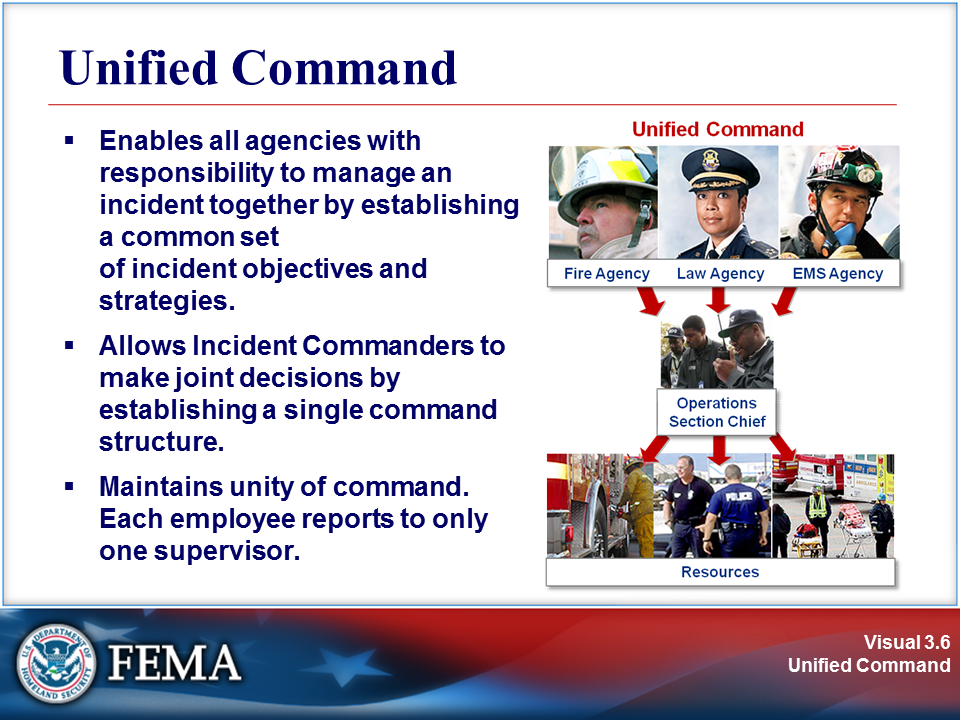 Unified Command
▪ Enables all agencies with
responsibility to manage an
incident together by establishing
a common set
of incident objectives and
strategies.
▪ Allows Incident Commanders to
make joint decisions by
establishing a single command
structure.
▪ Maintains unity of command.
Each employee reports to only
one supervisor.
Unified Command
Fire Agency Law Agency EMS Agency
Operations
Section Chief
POLICE
AMBULANCE
Resources
U.S. DEPARTMENT OF
HOMELAND SECURITY
FEMA
Visual 3.6
Unified Command